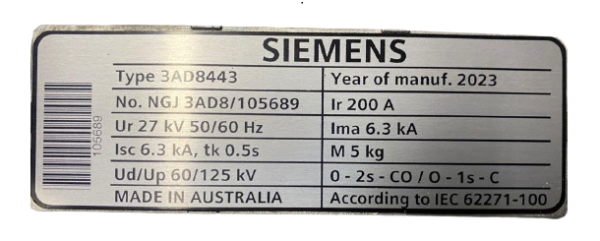 SIEMENS
Type 3AD8443
Year of manuf. 2023
No. NGJ 3AD8/105689
Ir 200 A
Ur 27 kV 50/60 Hz
Ima 6.3 kA
Isc 6.3 kA, tk 0.5s
M 5 kg
Ud/Up 60/125 kV
0 - 2s - CO / O - 1s - C
MADE IN AUSTRALIA
According to IEC 62271-100
105689